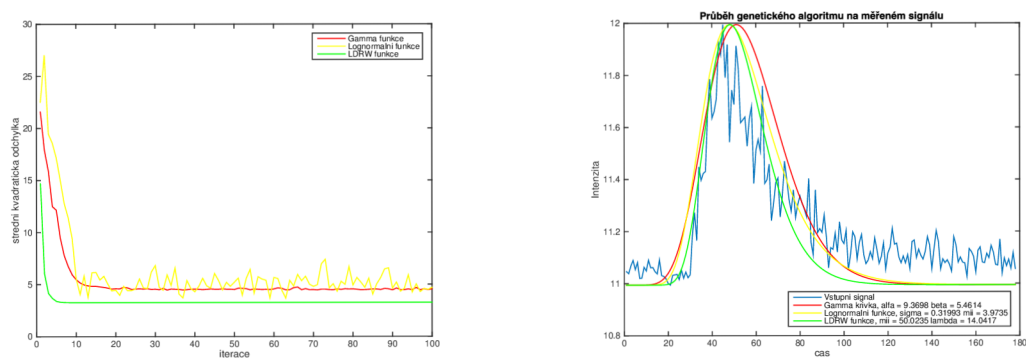 30
25
20
15
10
5
0
0 10 20 30 40 50 60 70 80 90 100
stredni kvadraticka odchylka
iterace
Gamma funkce
Lognormalni funkce
LDRW funkce
Průběh genetického algoritmu na měřeném signálu
12
11.8
11.6
11.4
11.2
11
10.8
0 20 40 60 80 100 120 140 160 180
Intenzita
cas
Vstupni signal
Gamma krivka, alfa = 9.3698 beta = 5.4614
Lognormalni funkce, sigma = 0.31993 mii = 3.9735
LDRW funkce, mii = 50.0235 lambda = 14.0417